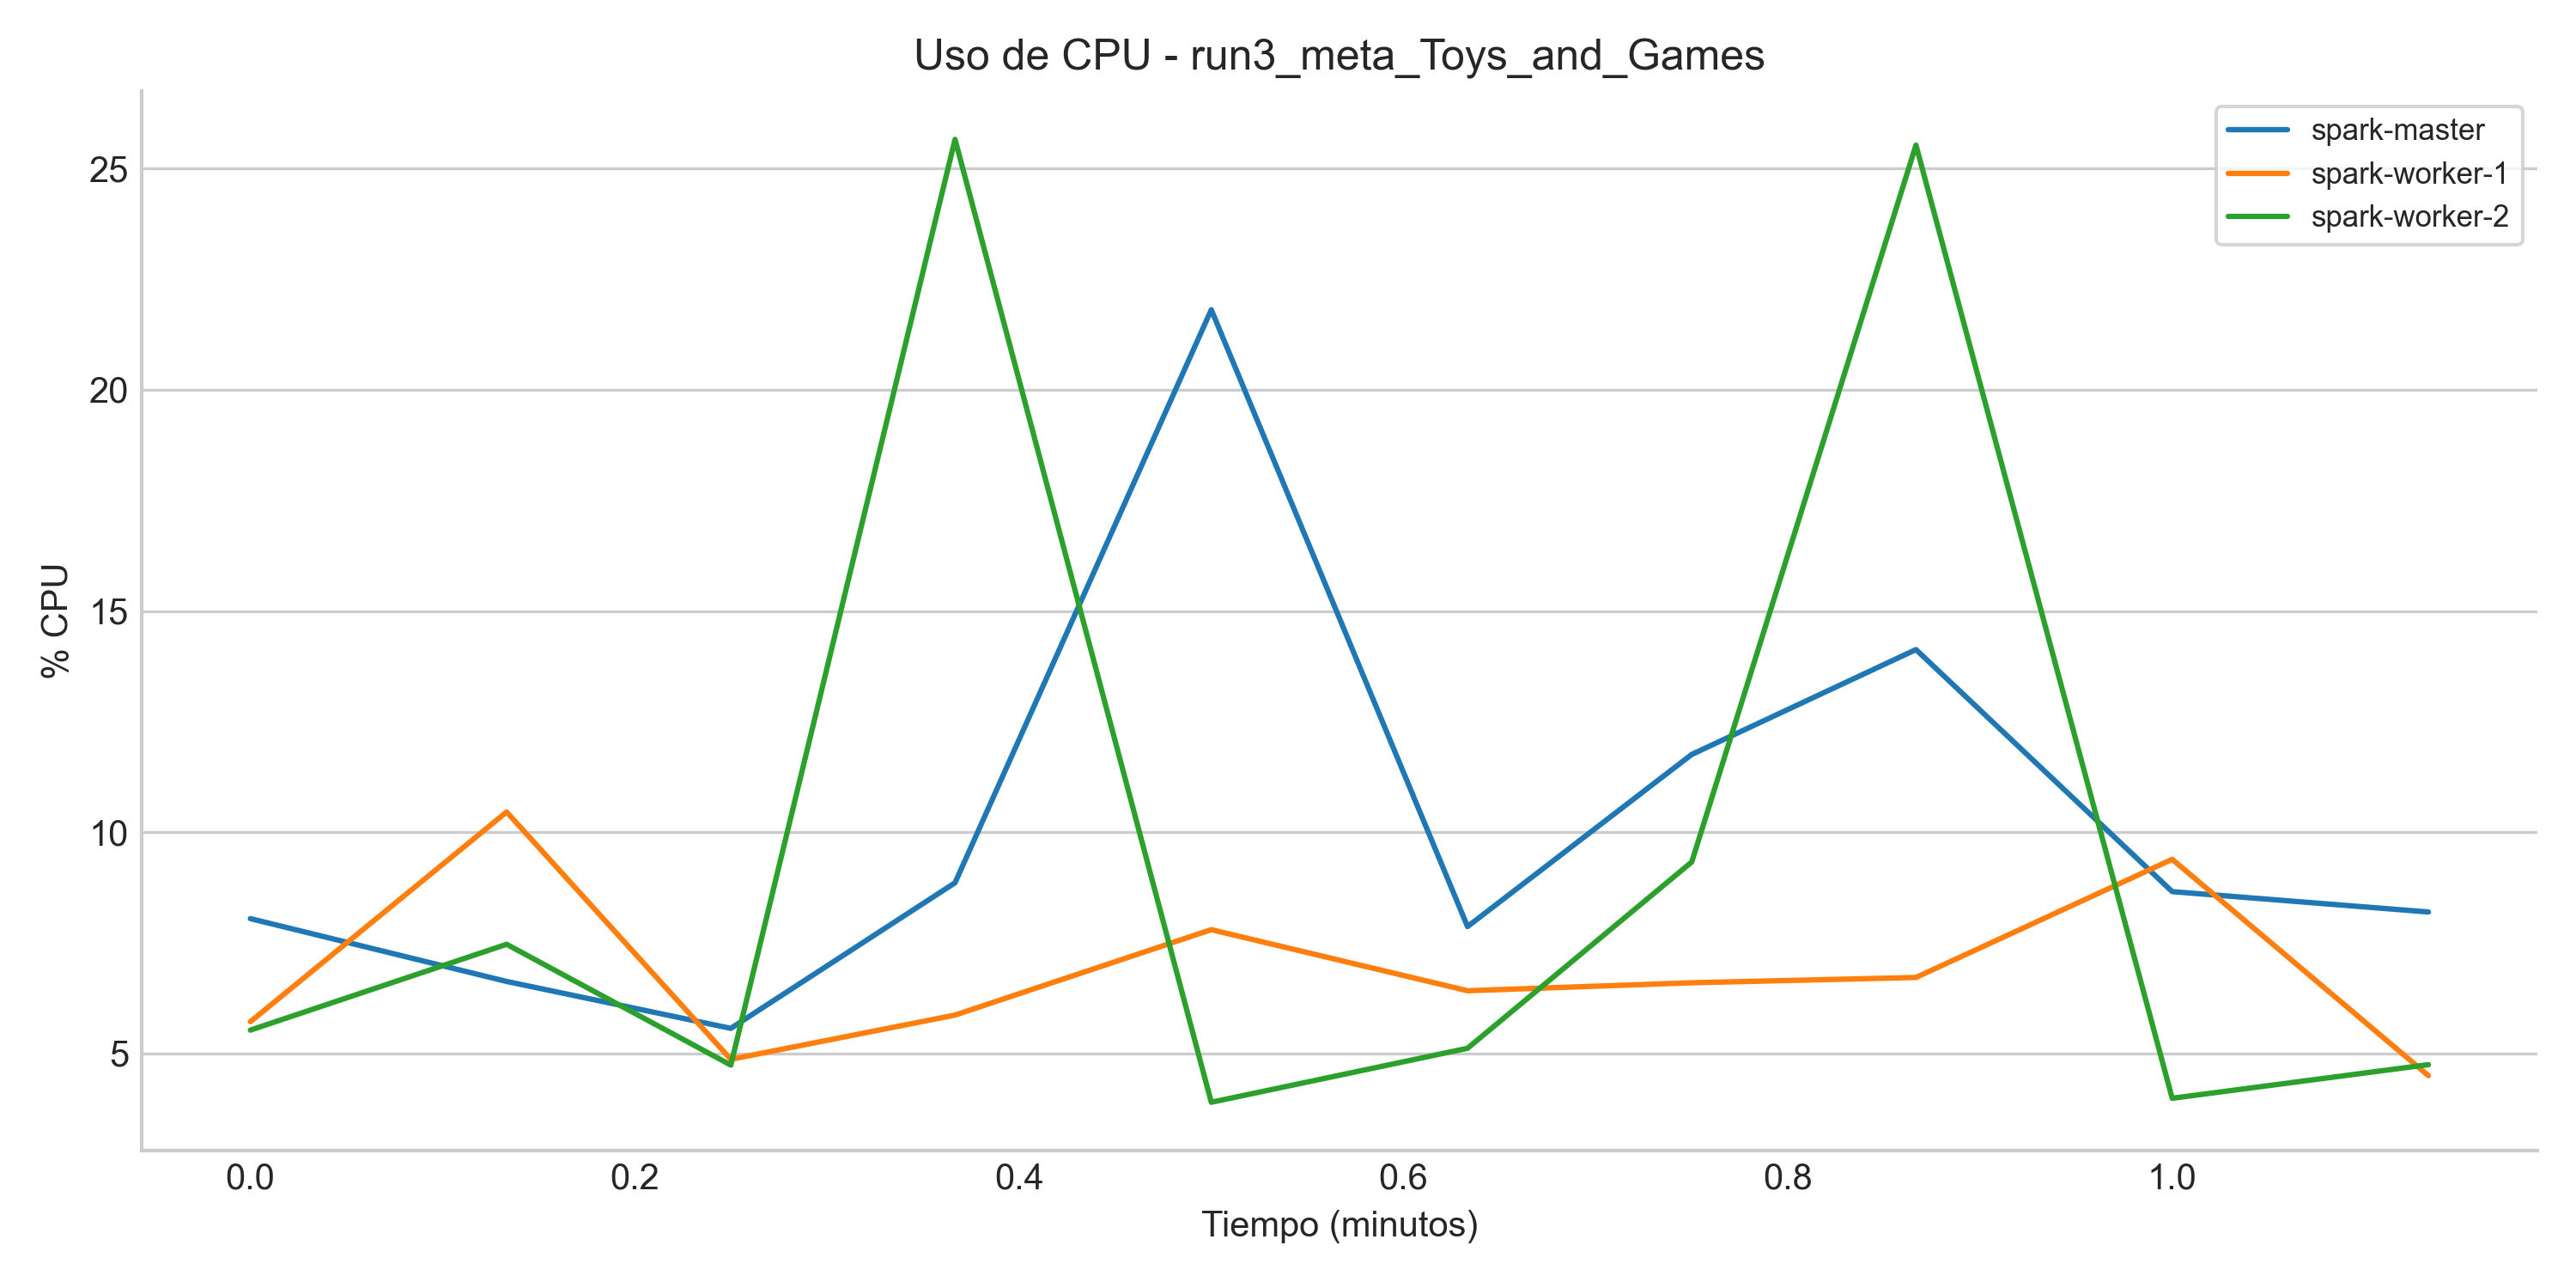 Uso de CPU - run3_meta_Toys_and_Games
spark-master
spark-worker-1
spark-worker-2
% CPU
25
20
15
10
5
0.0 0.2 0.4 0.6 0.8 1.0
Tiempo (minutos)